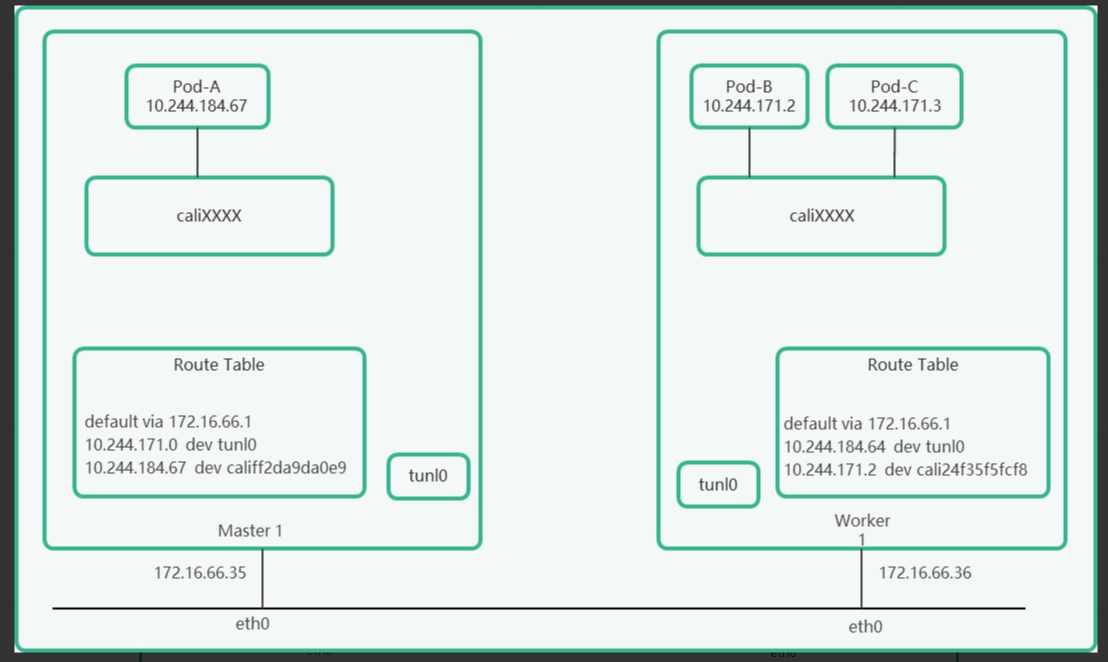 Pod-A
10.244.184.67
Pod-B
10.244.171.2
Pod-C
10.244.171.3
caliXXXX
caliXXXX
Route Table
default via 172.16.66.1
10.244.171.0 dev tunl0
10.244.184.67 dev califf2da9da0e9
tunl0
Master 1
172.16.66.35
eth0
Route Table
default via 172.16.66.1
10.244.184.64 dev tunl0
10.244.171.2 dev cali24f35f5fcf8
tunl0
Worker
1
172.16.66.36
eth0
eth0
eth0